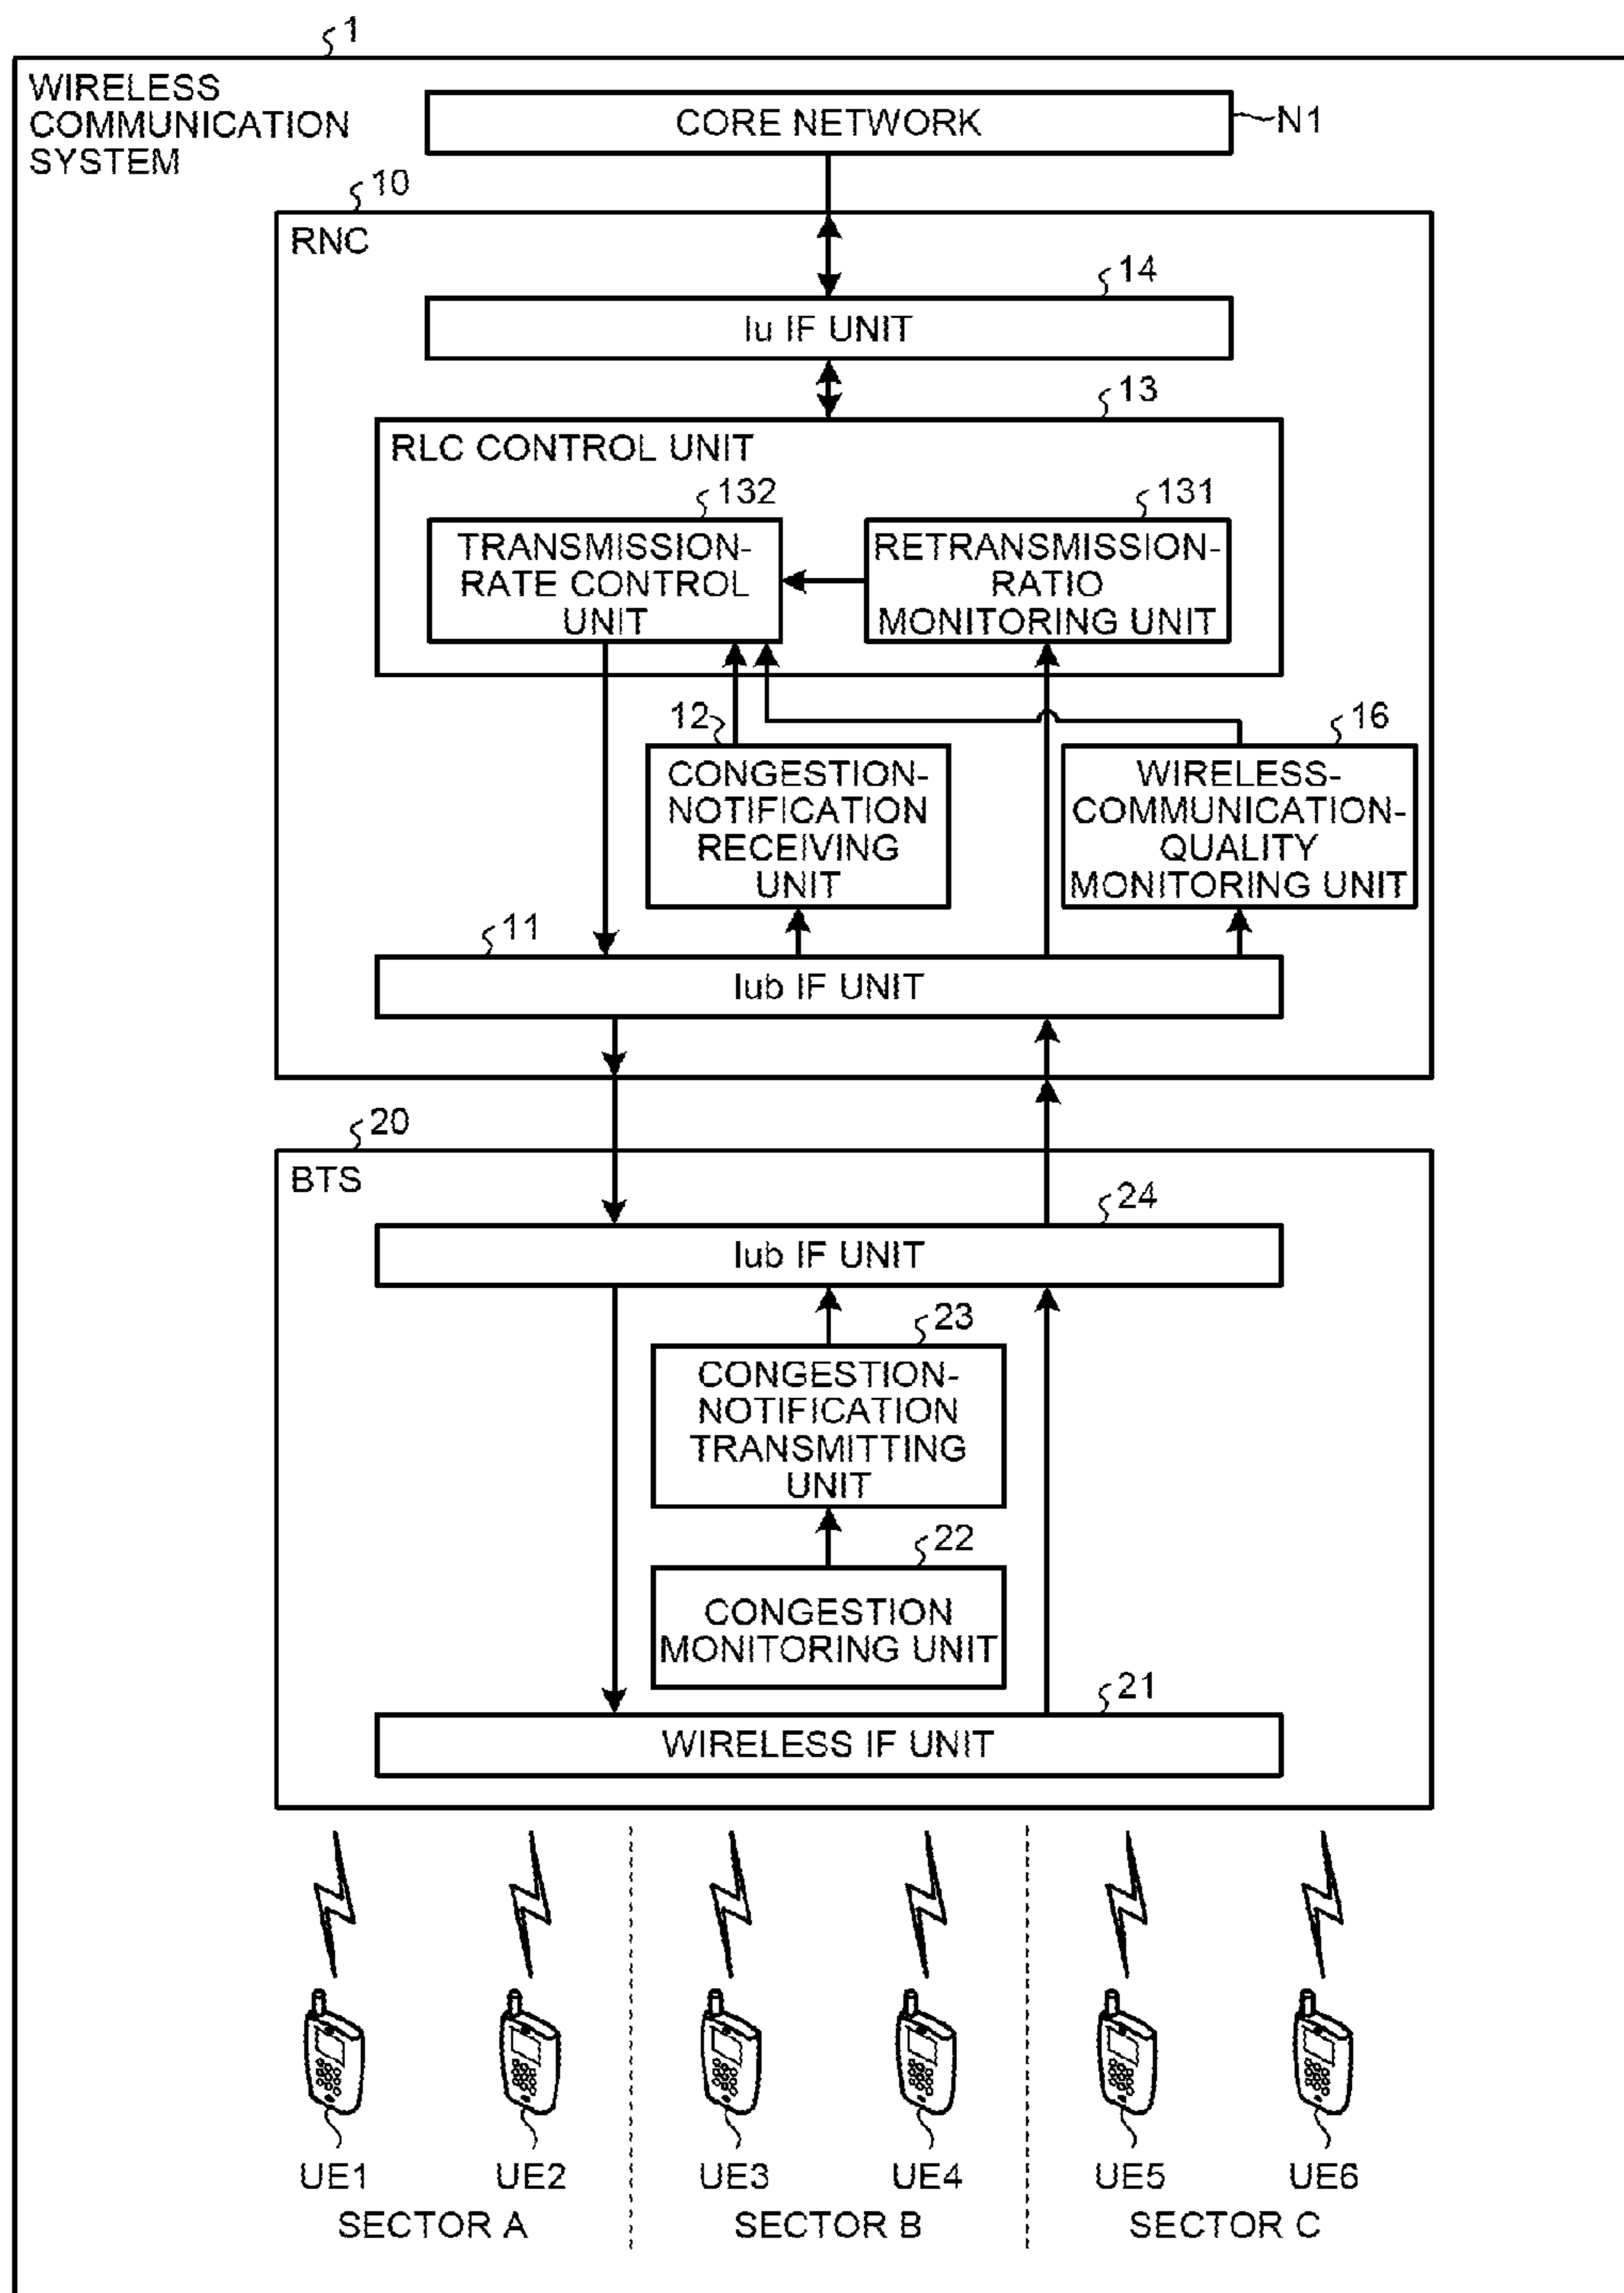 1
WIRELESS
COMMUNICATION
SYSTEM
CORE NETWORK
N1
10
RNC
14
Iu IF UNIT
13
RLC CONTROL UNIT
132
131
TRANSMISSION-
RATE CONTROL
UNIT
RETRANSMISSION-
RATIO
MONITORING UNIT
12
16
CONGESTION-
NOTIFICATION
RECEIVING
UNIT
WIRELESS-
COMMUNICATION-
QUALITY
MONITORING UNIT
11
Iub IF UNIT
20
BTS
24
Iub IF UNIT
23
CONGESTION-
NOTIFICATION
TRANSMITTING
UNIT
22
CONGESTION
MONITORING UNIT
21
WIRELESS IF UNIT
UE1 UE2 UE3 UE4 UE5 UE6
SECTOR A SECTOR B SECTOR C